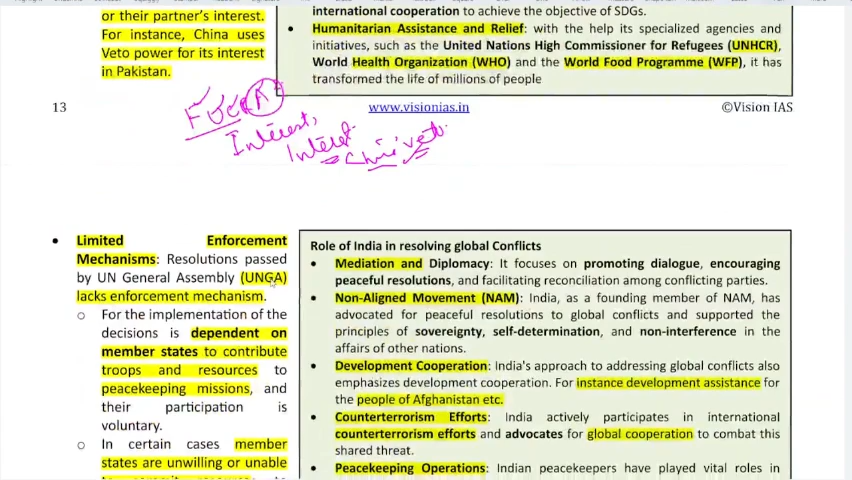 or their partner's interest.
For instance, China uses
Veto power for its interest
in Pakistan.
international cooperation to achieve the objective of SDGs.
• Humanitarian Assistance and Relief: with the help its specialized agencies and
initiatives, such as the United Nations High Commissioner for Refugees (UNHCR),
World Health Organization (WHO) and the World Food Programme (WFP), it has
transformed the life of millions of people
13
www.visionias.in
©Vision IAS
Interest,
Interest
• Limited Enforcement
Mechanisms: Resolutions passed
by UN General Assembly (UNGA)
lacks enforcement mechanism.
o For the implementation of the
decisions is dependent on
member states to contribute
troops and resources to
peacekeeping missions, and
their participation is
voluntary.
o In certain cases member
states are unwilling or unable
Role of India in resolving global Conflicts
• Mediation and Diplomacy: It focuses on promoting dialogue, encouraging
peaceful resolutions, and facilitating reconciliation among conflicting parties.
• Non-Aligned Movement (NAM): India, as a founding member of NAM, has
advocated for peaceful resolutions to global conflicts and supported the
principles of sovereignty, self-determination, and non-interference in the
affairs of other nations.
• Development Cooperation: India's approach to addressing global conflicts also
emphasizes development cooperation. For instance development assistance for
the people of Afghanistan etc.
• Counterterrorism Efforts: India actively participates in international
counterterrorism efforts and advocates for global cooperation to combat this
shared threat.
• Peacekeeping Operations: Indian peacekeepers have played vital roles in